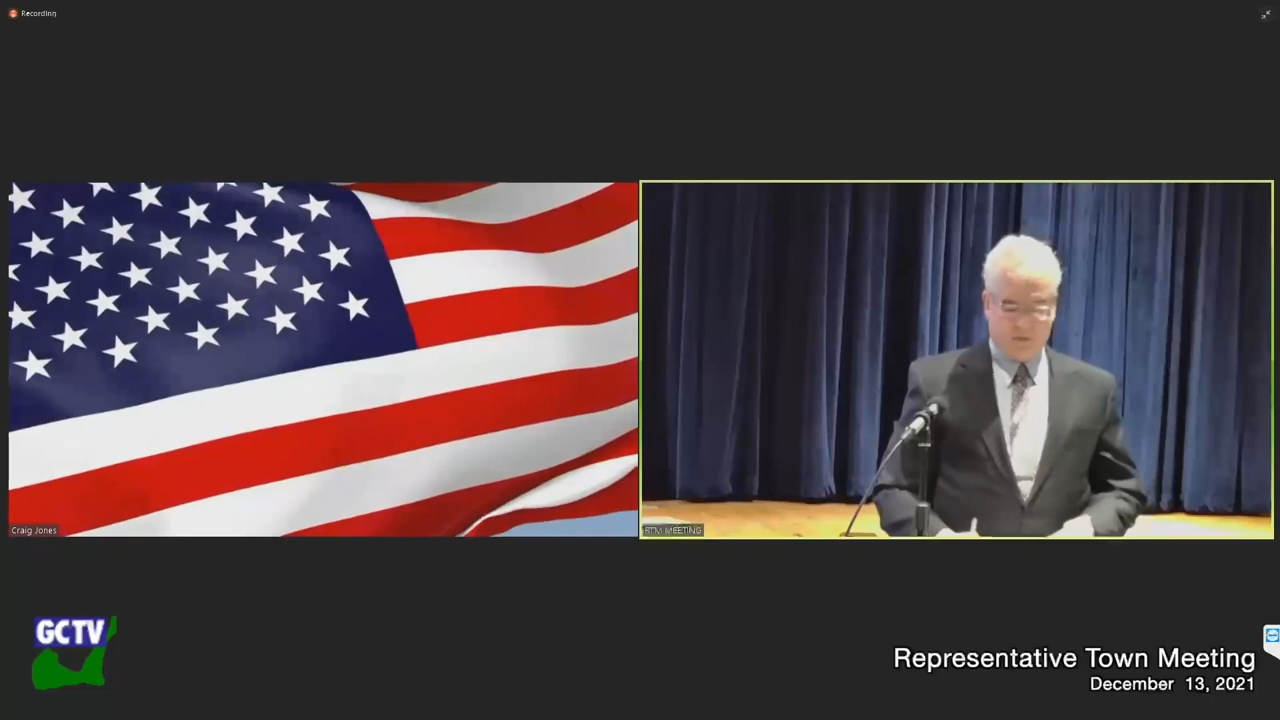 Recording
Craig Jones
RTM MEETING
GCTV
Representative Town Meeting
December 13, 2021